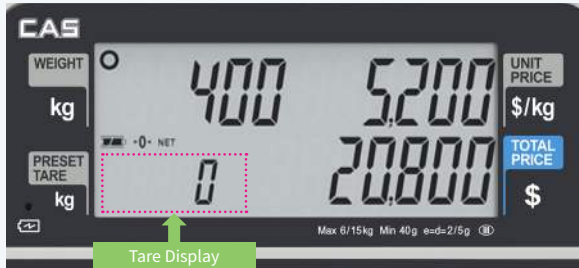 CAS
WEIGHT
kg
400
5,200
UNIT
PRICE
$/kg
-0- NET
PRESET
TARE
kg
0
20,800
TOTAL
PRICE
$
Max 6/15kg Min 40g e=d=2/5g III
Tare Display